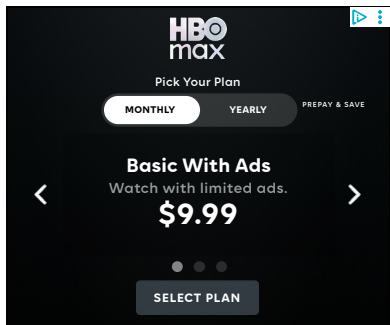 HBO
max
Pick Your Plan
MONTHLY YEARLY PREPAY & SAVE
Basic With Ads
Watch with limited ads.
$9.99
SELECT PLAN